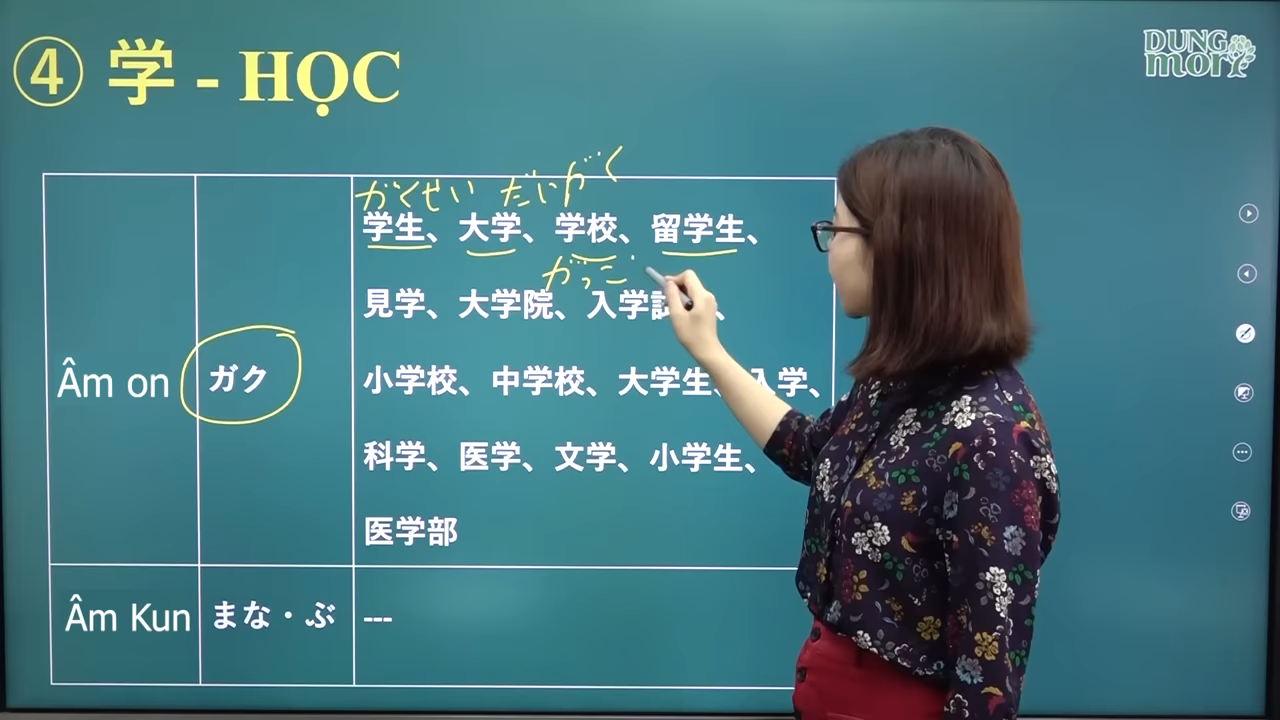 ④ 学 - HỌC
DUNG
mori
がくせい だいがく
学生、大学、学校、留学生、
がっこ
見学、大学院、入学試、
Âm on ガク
小学校、中学校、大学生、入学、
科学、医学、文学、小学生、
医学部
Âm Kun まな・ぶ ---